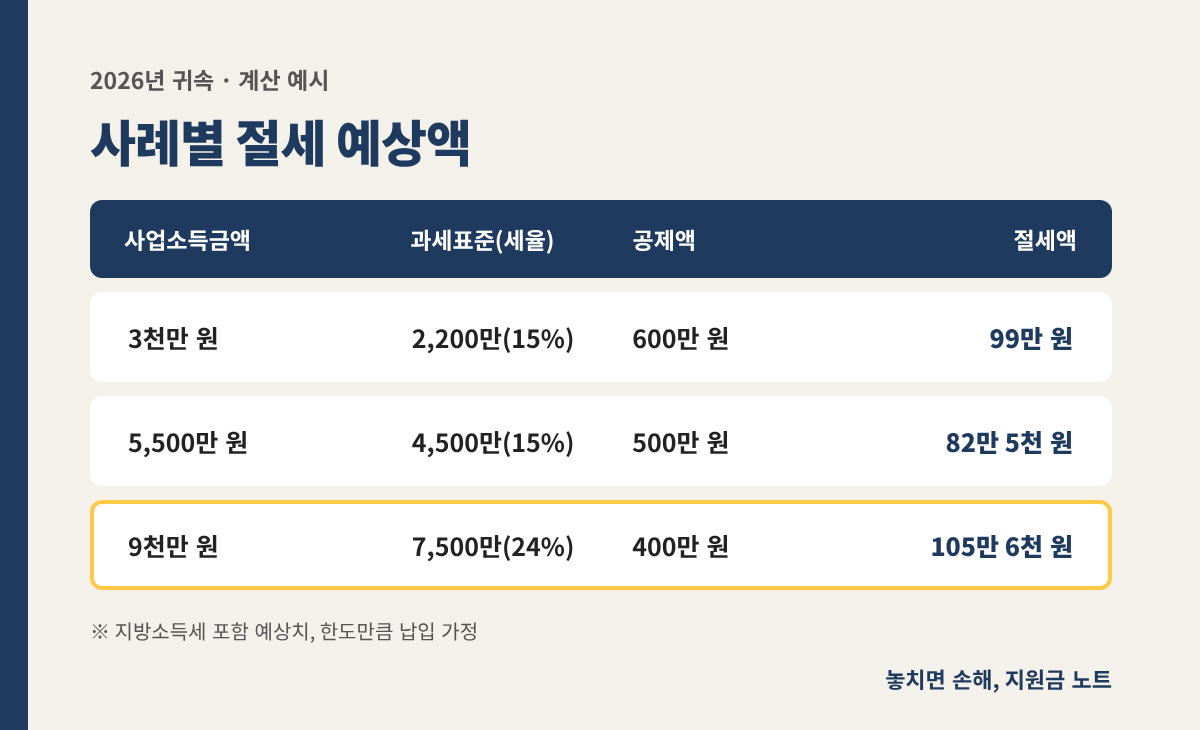 2026년 귀속 · 계산 예시
사례별 절세 예상액
사업소득금액 과세표준(세율) 공제액 절세액
3천만 원 2,200만(15%) 600만 원 99만 원
5,500만 원 4,500만(15%) 500만 원 82만 5천 원
9천만 원 7,500만(24%) 400만 원 105만 6천 원
※ 지방소득세 포함 예상치, 한도만큼 납입 가정
놓치면 손해, 지원금 노트